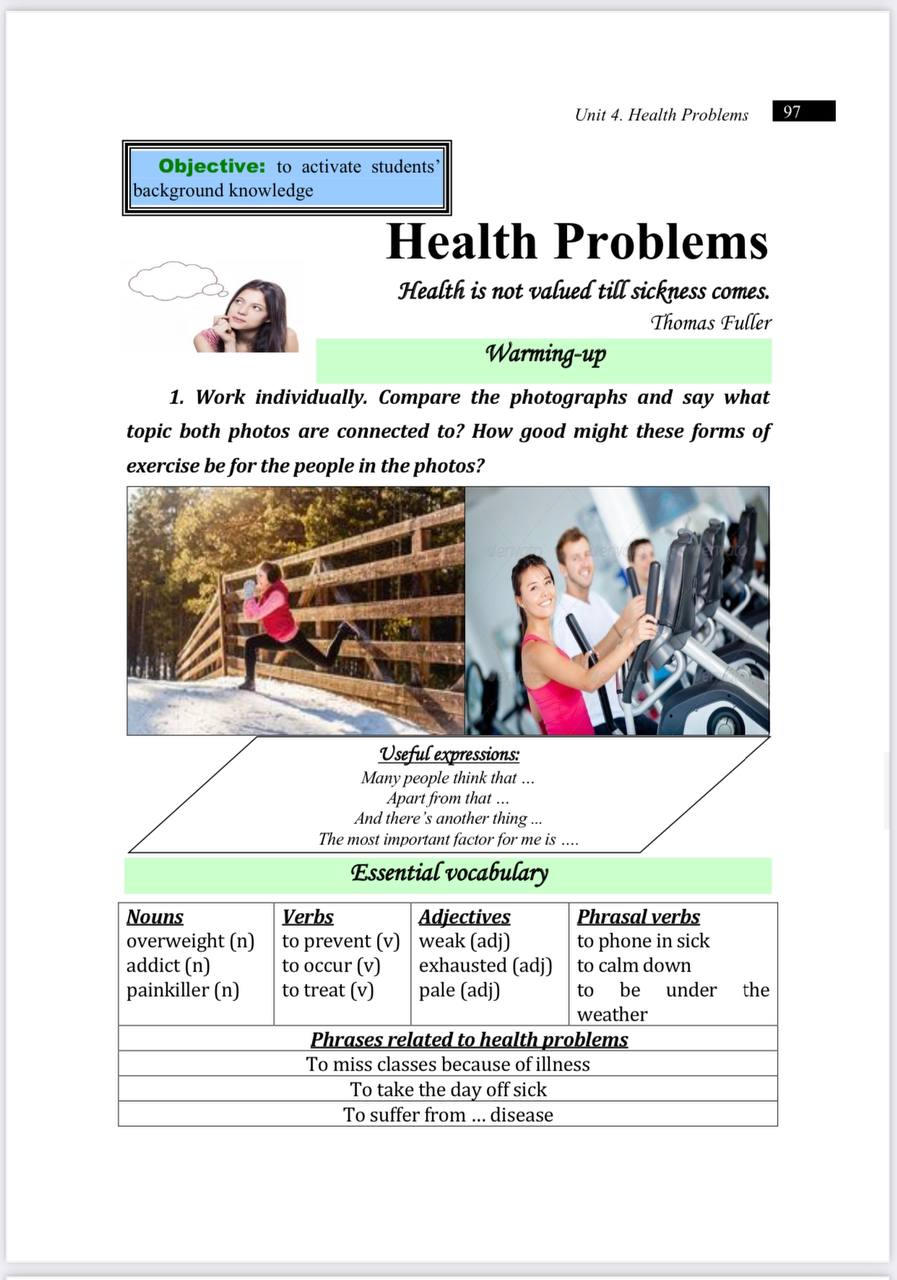 Unit 4. Health Problems 97
Objective: to activate students’
background knowledge
Health Problems
Health is not valued till sickness comes.
Thomas Fuller
Warming-up
1. Work individually. Compare the photographs and say what
topic both photos are connected to? How good might these forms of
exercise be for the people in the photos?
Useful expressions:
Many people think that …
Apart from that …
And there’s another thing ...
The most important factor for me is ….
Essential vocabulary
Nouns
overweight (n)
addict (n)
painkiller (n)
Verbs
to prevent (v)
to occur (v)
to treat (v)
Adjectives
weak (adj)
exhausted (adj)
pale (adj)
Phrasal verbs
to phone in sick
to calm down
to be under the
weather
Phrases related to health problems
To miss classes because of illness
To take the day off sick
To suffer from … disease